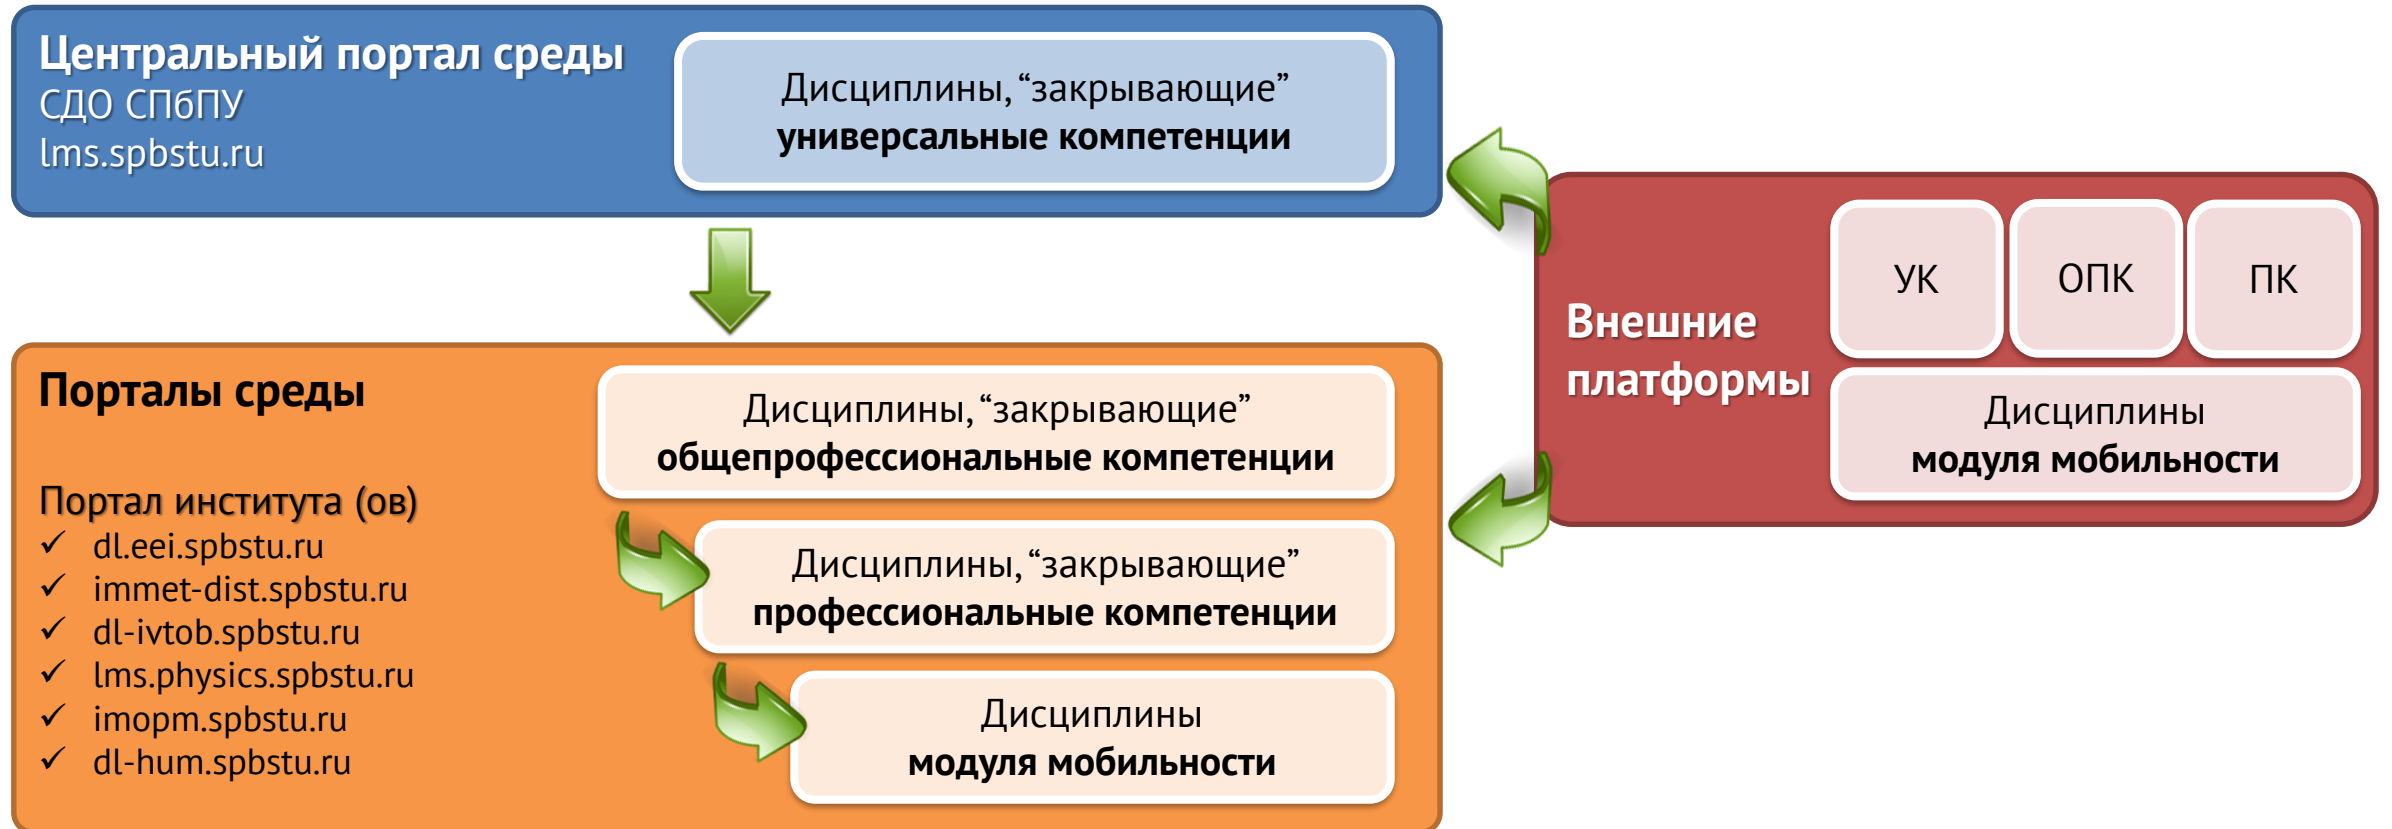 Центральный портал среды
СДО СПбПУ
lms.spbstu.ru
Дисциплины, “закрывающие”
универсальные компетенции
Порталы среды
Портал института (ов)
✓ dl.eei.spbstu.ru
✓ immet-dist.spbstu.ru
✓ dl-ivtob.spbstu.ru
✓ lms.physics.spbstu.ru
✓ imopm.spbstu.ru
✓ dl-hum.spbstu.ru
Дисциплины, “закрывающие”
общепрофессиональные компетенции
Дисциплины, “закрывающие”
профессиональные компетенции
Дисциплины
модуля мобильности
Внешние
платформы
УК
ОПК
ПК
Дисциплины
модуля мобильности